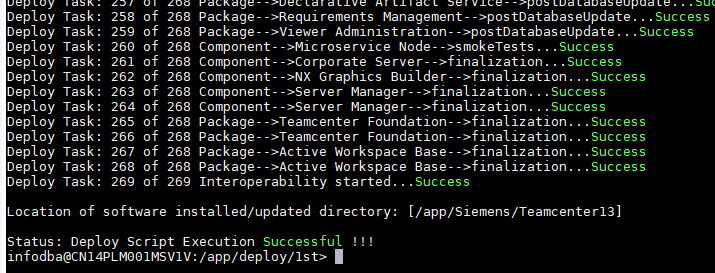 Deploy Task: 257 of 268 Package-->Declarative Artifact Service-->postDatabaseUpdate...Success
Deploy Task: 258 of 268 Package-->Requirements Management-->postDatabaseUpdate...Success
Deploy Task: 259 of 268 Package-->Viewer Administration-->postDatabaseUpdate...Success
Deploy Task: 260 of 268 Component-->Microservice Node-->smokeTests...Success
Deploy Task: 261 of 268 Component-->Corporate Server-->finalization...Success
Deploy Task: 262 of 268 Component-->NX Graphics Builder-->finalization...Success
Deploy Task: 263 of 268 Component-->Server Manager-->finalization...Success
Deploy Task: 264 of 268 Component-->Server Manager-->finalization...Success
Deploy Task: 265 of 268 Package-->Teamcenter Foundation-->finalization...Success
Deploy Task: 266 of 268 Package-->Teamcenter Foundation-->finalization...Success
Deploy Task: 267 of 268 Package-->Active Workspace Base-->finalization...Success
Deploy Task: 268 of 268 Package-->Active Workspace Base-->finalization...Success
Deploy Task: 269 of 269 Interoperability started...Success
Location of software installed/updated directory: [/app/Siemens/Teamcenter13]
Status: Deploy Script Execution Successful !!!
infodba@CN14PLM001MSV1V:/app/deploy/1st>